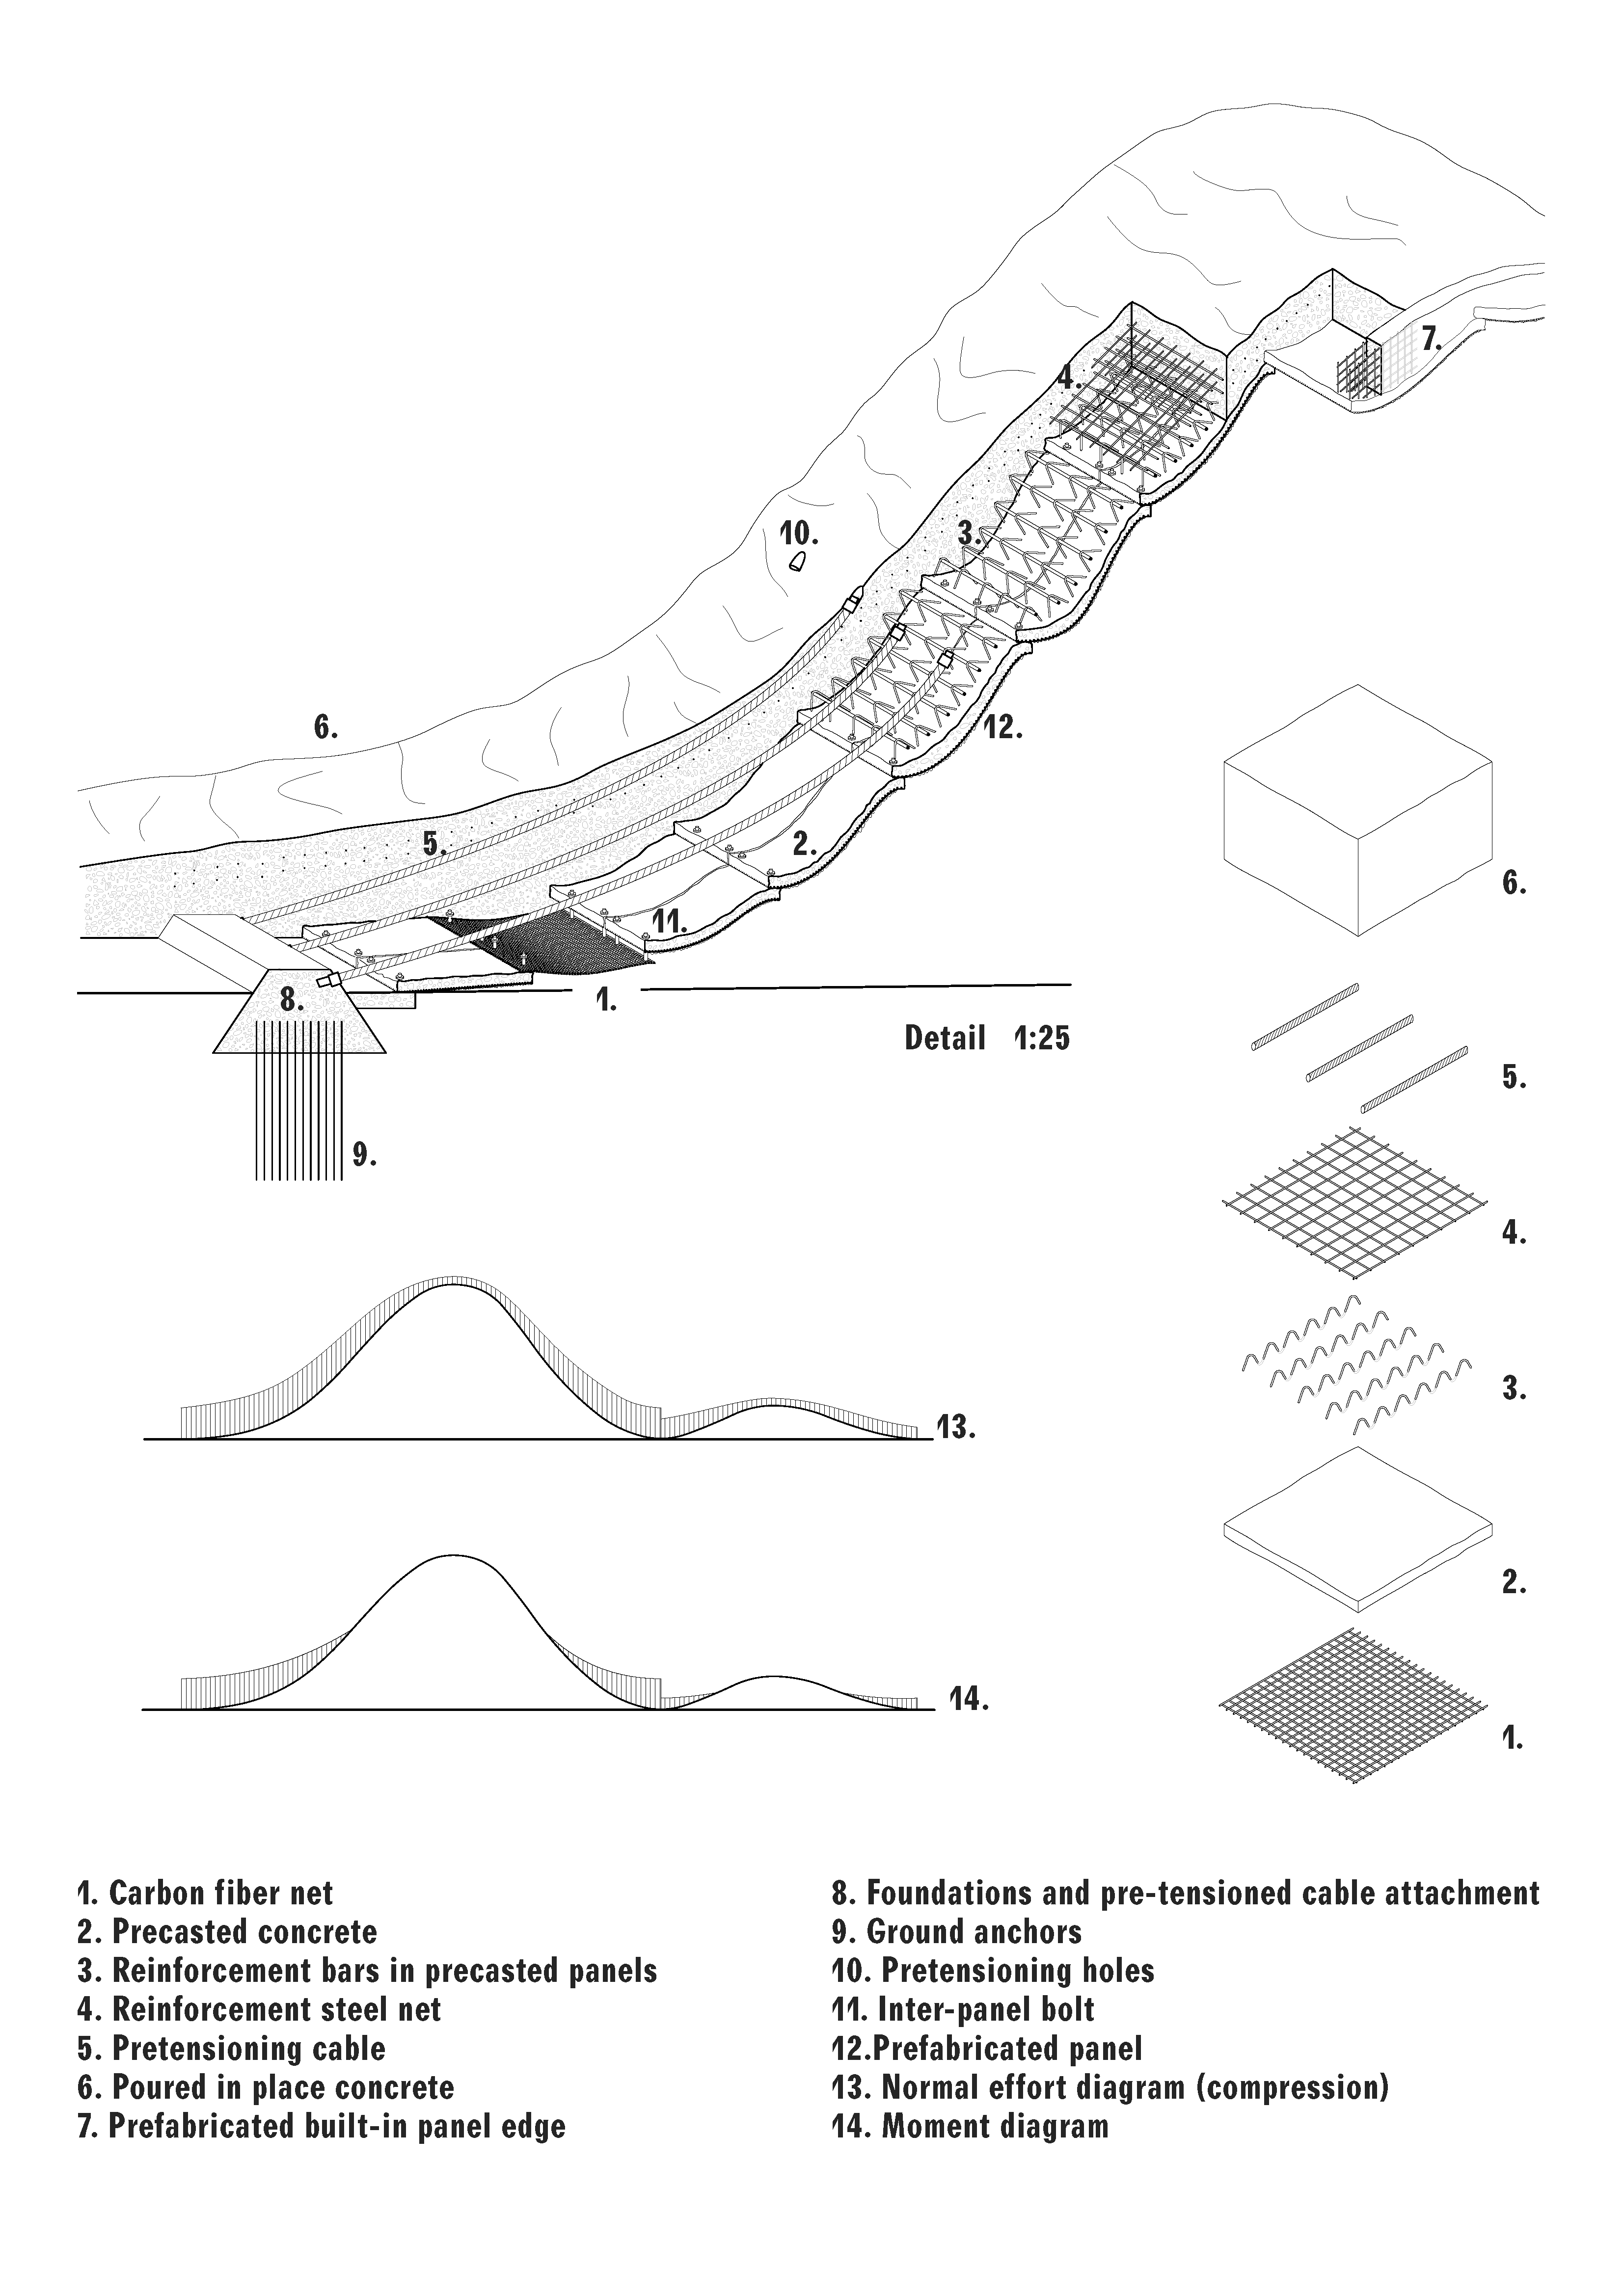 7.
4.
10.
3.
6.
12.
5.
2.
11.
8.
1.
Detail 1:25
9.
6.
5.
4.
3.
2.
1.
13.
14.
1. Carbon fiber net
2. Precasted concrete
3. Reinforcement bars in precasted panels
4. Reinforcement steel net
5. Pretensioning cable
6. Poured in place concrete
7. Prefabricated built-in panel edge
8. Foundations and pre-tensioned cable attachment
9. Ground anchors
10. Pretensioning holes
11. Inter-panel bolt
12.Prefabricated panel
13. Normal effort diagram (compression)
14. Moment diagram